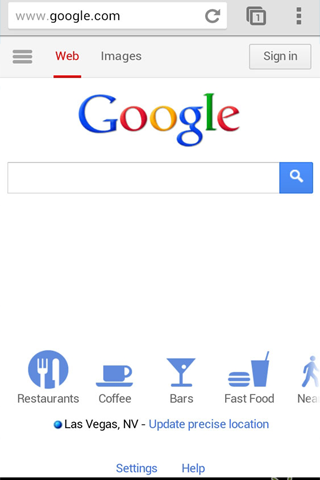 www.google.com
1
Web Images Sign in
Google
Restaurants Coffee Bars Fast Food Nea
Las Vegas, NV - Update precise location
Settings Help